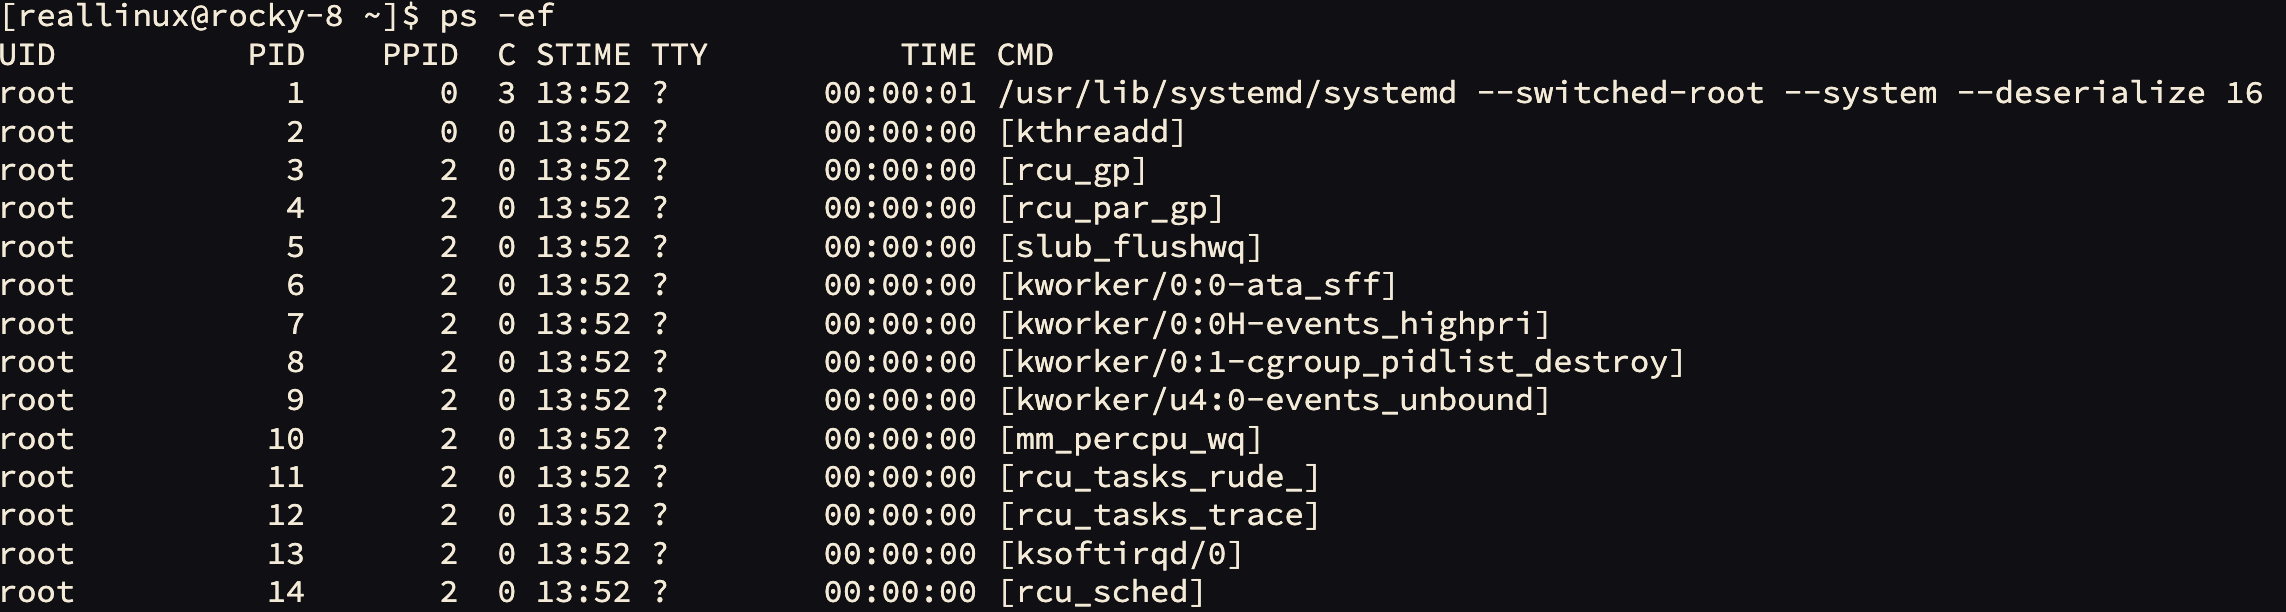 [reallinux@rocky-8 ~]$ ps -ef
UID          PID    PPID  C STIME TTY          TIME CMD
root           1       0  3 13:52 ?        00:00:01 /usr/lib/systemd/systemd --switched-root --system --deserialize 16
root           2       0  0 13:52 ?        00:00:00 [kthreadd]
root           3       2  0 13:52 ?        00:00:00 [rcu_gp]
root           4       2  0 13:52 ?        00:00:00 [rcu_par_gp]
root           5       2  0 13:52 ?        00:00:00 [slub_flushwq]
root           6       2  0 13:52 ?        00:00:00 [kworker/0:0-ata_sff]
root           7       2  0 13:52 ?        00:00:00 [kworker/0:0H-events_highpri]
root           8       2  0 13:52 ?        00:00:00 [kworker/0:1-cgroup_pidlist_destroy]
root           9       2  0 13:52 ?        00:00:00 [kworker/u4:0-events_unbound]
root          10       2  0 13:52 ?        00:00:00 [mm_percpu_wq]
root          11       2  0 13:52 ?        00:00:00 [rcu_tasks_rude_]
root          12       2  0 13:52 ?        00:00:00 [rcu_tasks_trace]
root          13       2  0 13:52 ?        00:00:00 [ksoftirqd/0]
root          14       2  0 13:52 ?        00:00:00 [rcu_sched]